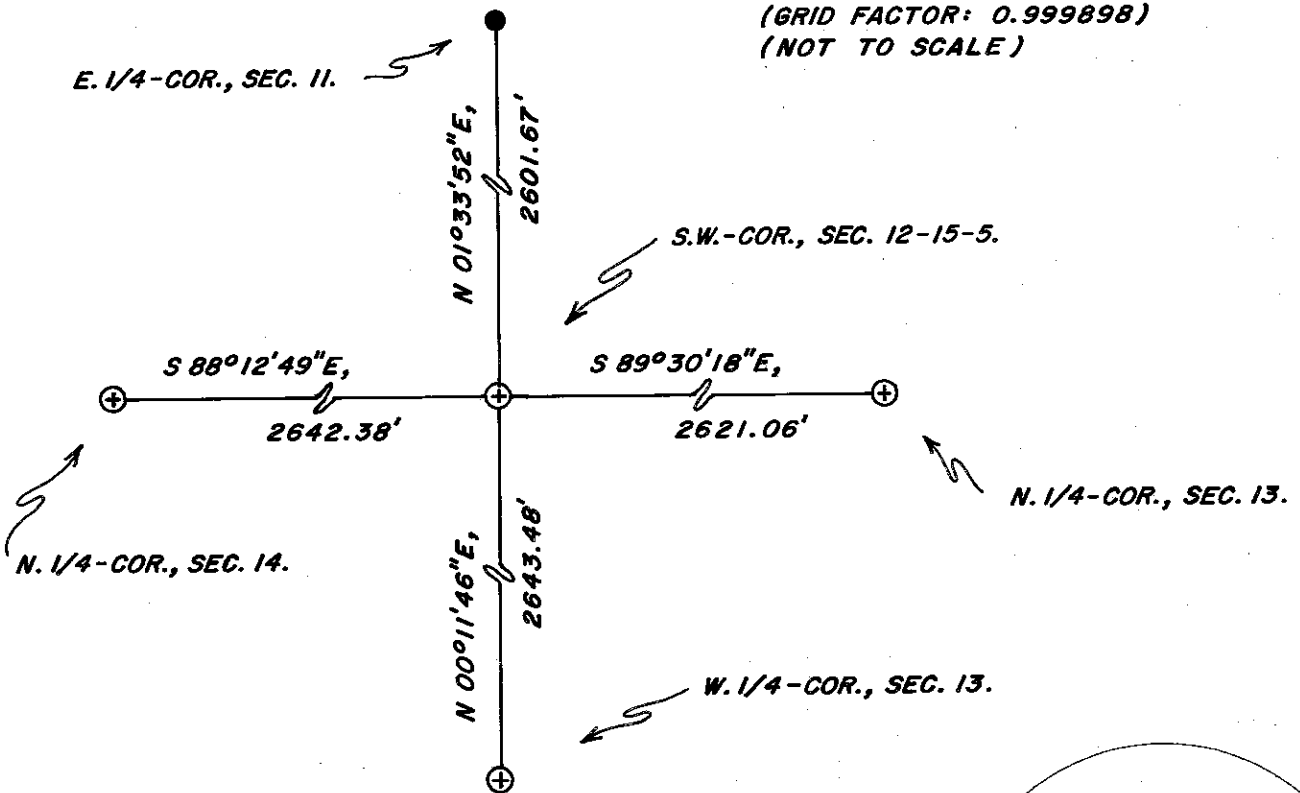 (GRID FACTOR: 0.999898)
(NOT TO SCALE)
E. 1/4-COR., SEC. 11.
N 01°33'52"E,
2601.67'
S.W.-COR., SEC. 12-15-5.
S 88°12'49"E,
2642.38'
S 89°30'18"E,
2621.06'
N. 1/4-COR., SEC. 13.
N. 1/4-COR., SEC. 14.
N 00°11'46"E,
2643.48'
W. 1/4-COR., SEC. 13.